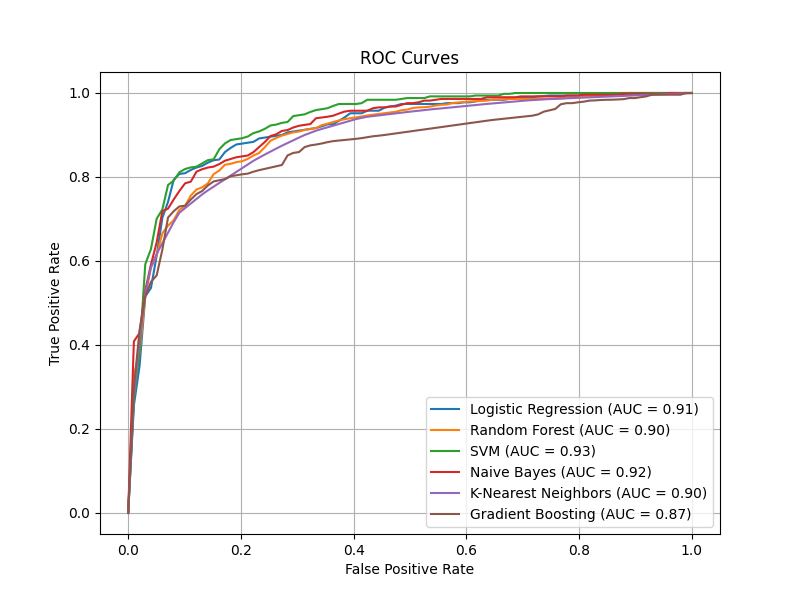 ROC Curves
True Positive Rate
1.0
0.8
0.6
0.4
0.2
0.0
Logistic Regression (AUC = 0.91)
Random Forest (AUC = 0.90)
SVM (AUC = 0.93)
Naive Bayes (AUC = 0.92)
K-Nearest Neighbors (AUC = 0.90)
Gradient Boosting (AUC = 0.87)
0.0 0.2 0.4 0.6 0.8 1.0
False Positive Rate